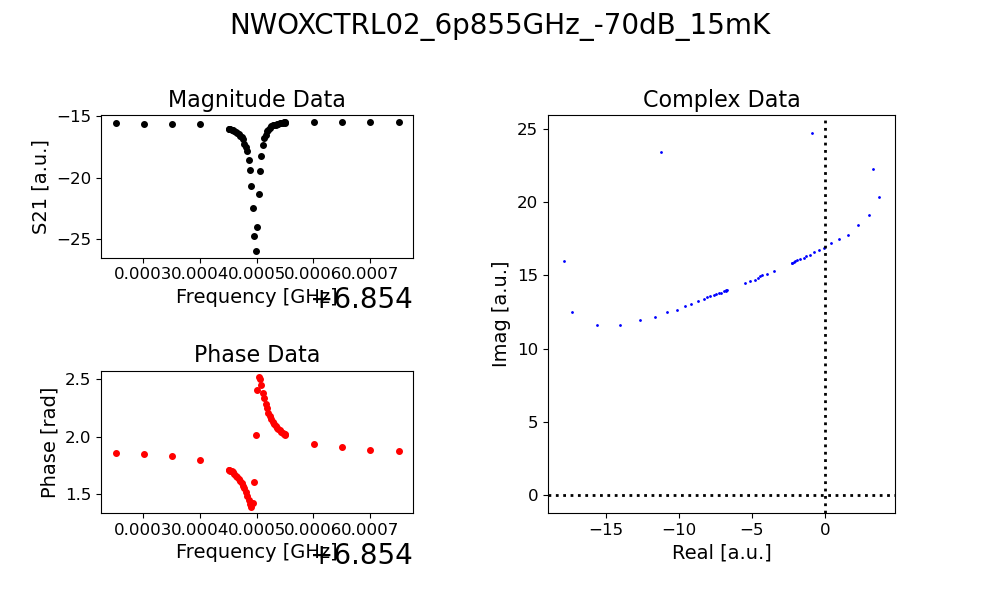 NWOXCTRL02_6p855GHz_-70dB_15mK
Magnitude Data
S21 [a.u.]
−15
−20
−25
0.0003 0.0004 0.0005 0.0006 0.0007
Frequency [GHz]
+6.854
Phase Data
Phase [rad]
2.5
2.0
1.5
0.0003 0.0004 0.0005 0.0006 0.0007
Frequency [GHz]
+6.854
Complex Data
Imag [a.u.]
25
20
15
10
5
0
−15 −10 −5 0
Real [a.u.]